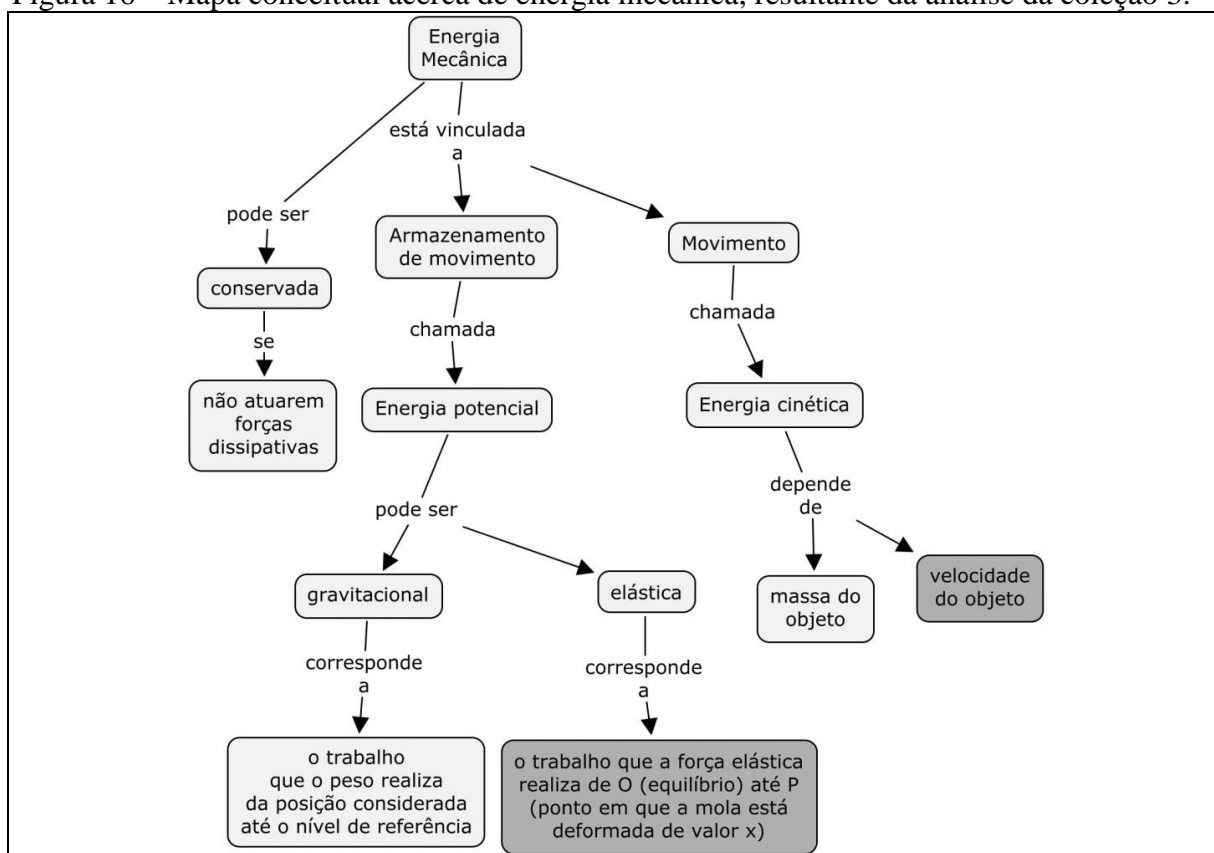 Figura 16 – Mapa conceitual acerca de energia mecânica, resultante da análise da coleção 3.
Energia
Mecânica
está vinculada
a
pode ser
Armazenamento
de movimento
Movimento
conservada
chamada
chamada
se
não atuarem
forças
dissipativas
Energia potencial
Energia cinética
depende
de
pode ser
gravitacional
elástica
massa do
objeto
velocidade
do objeto
corresponde
a
corresponde
a
o trabalho
que o peso realiza
da posição considerada
até o nível de referência
o trabalho que a força elástica
realiza de O (equilíbrio) até P
(ponto em que a mola está
deformada de valor x)